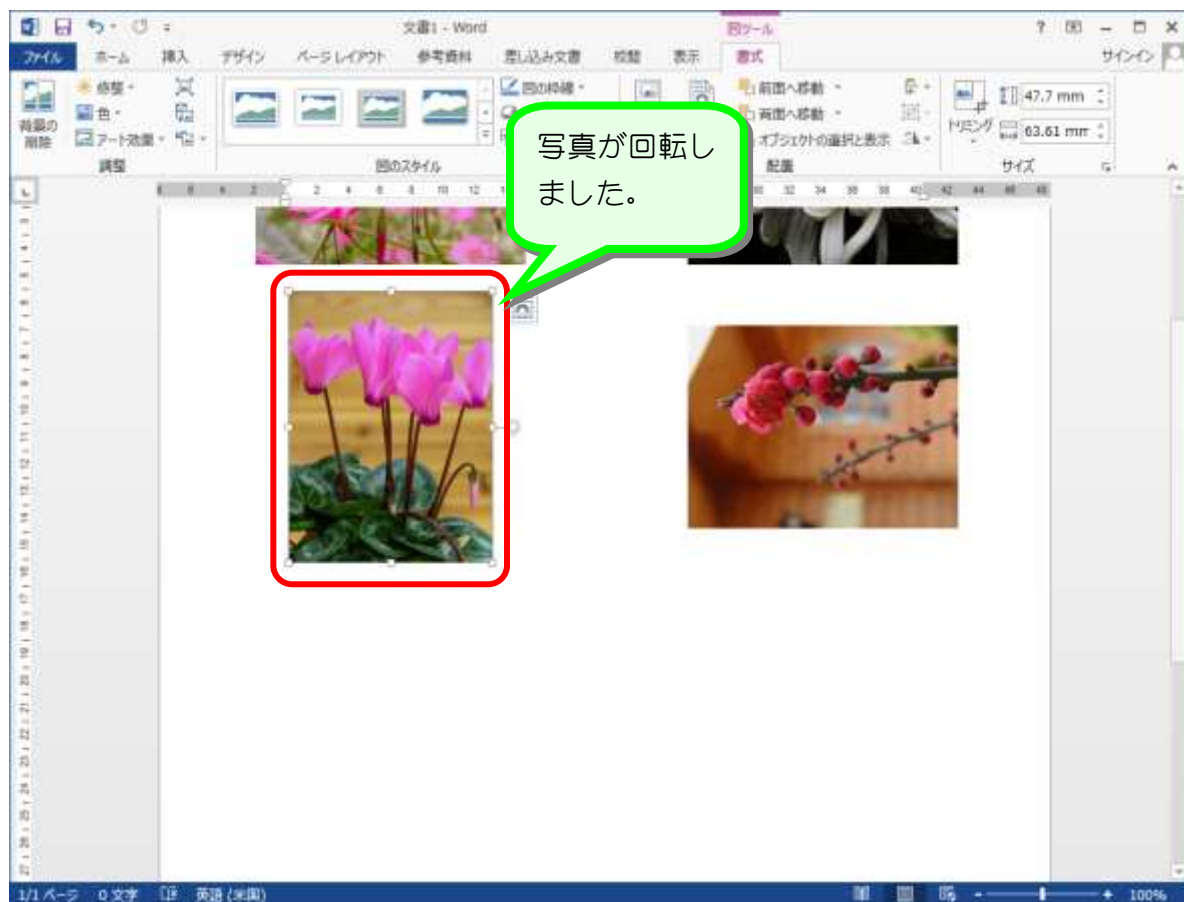 文書1 - Word
図ツール
サインイン
ファイル ホーム 挿入 デザイン ページ レイアウト 参考資料 差し込み文書 校閲 表示 書式
背景の削除
修整
色
アート効果
調整
図のスタイル
図の枠線
前面へ移動
背面へ移動
オブジェクトの選択と表示
配置
トリミング
47.7 mm
63.61 mm
サイズ
写真が回転し
ました。
1/1 ページ 0 文字 英語 (米国) 100%